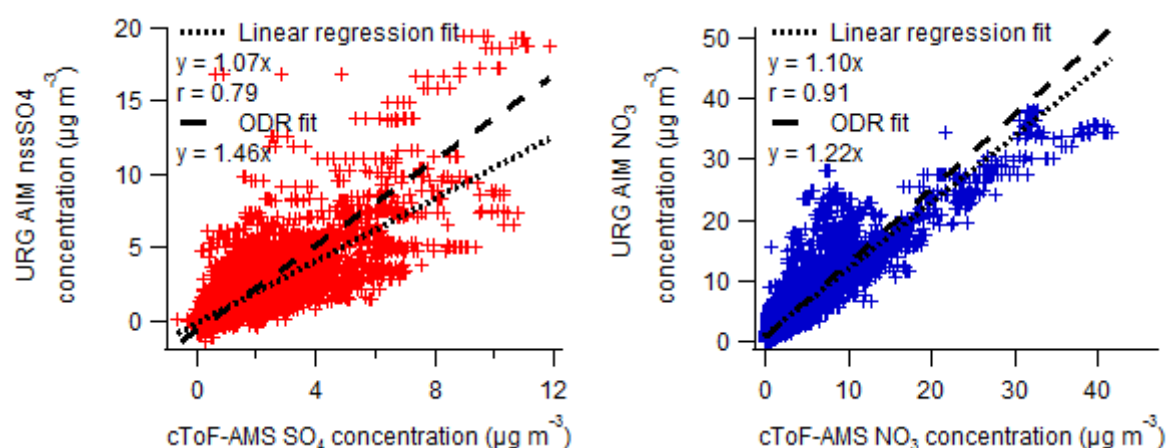 20
15
10
5
0
URG AIM nssSO4
concentration (µg m⁻³)
Linear regression fit
y = 1.07x
r = 0.79
ODR fit
y = 1.46x
0 4 8 12
cToF-AMS SO₄ concentration (µg m⁻³)
50
40
30
20
10
0
URG AIM NO₃
concentration (µg m⁻³)
Linear regression fit
y = 1.10x
r = 0.91
ODR fit
y = 1.22x
0 10 20 30 40
cToF-AMS NO₃ concentration (µg m⁻³)